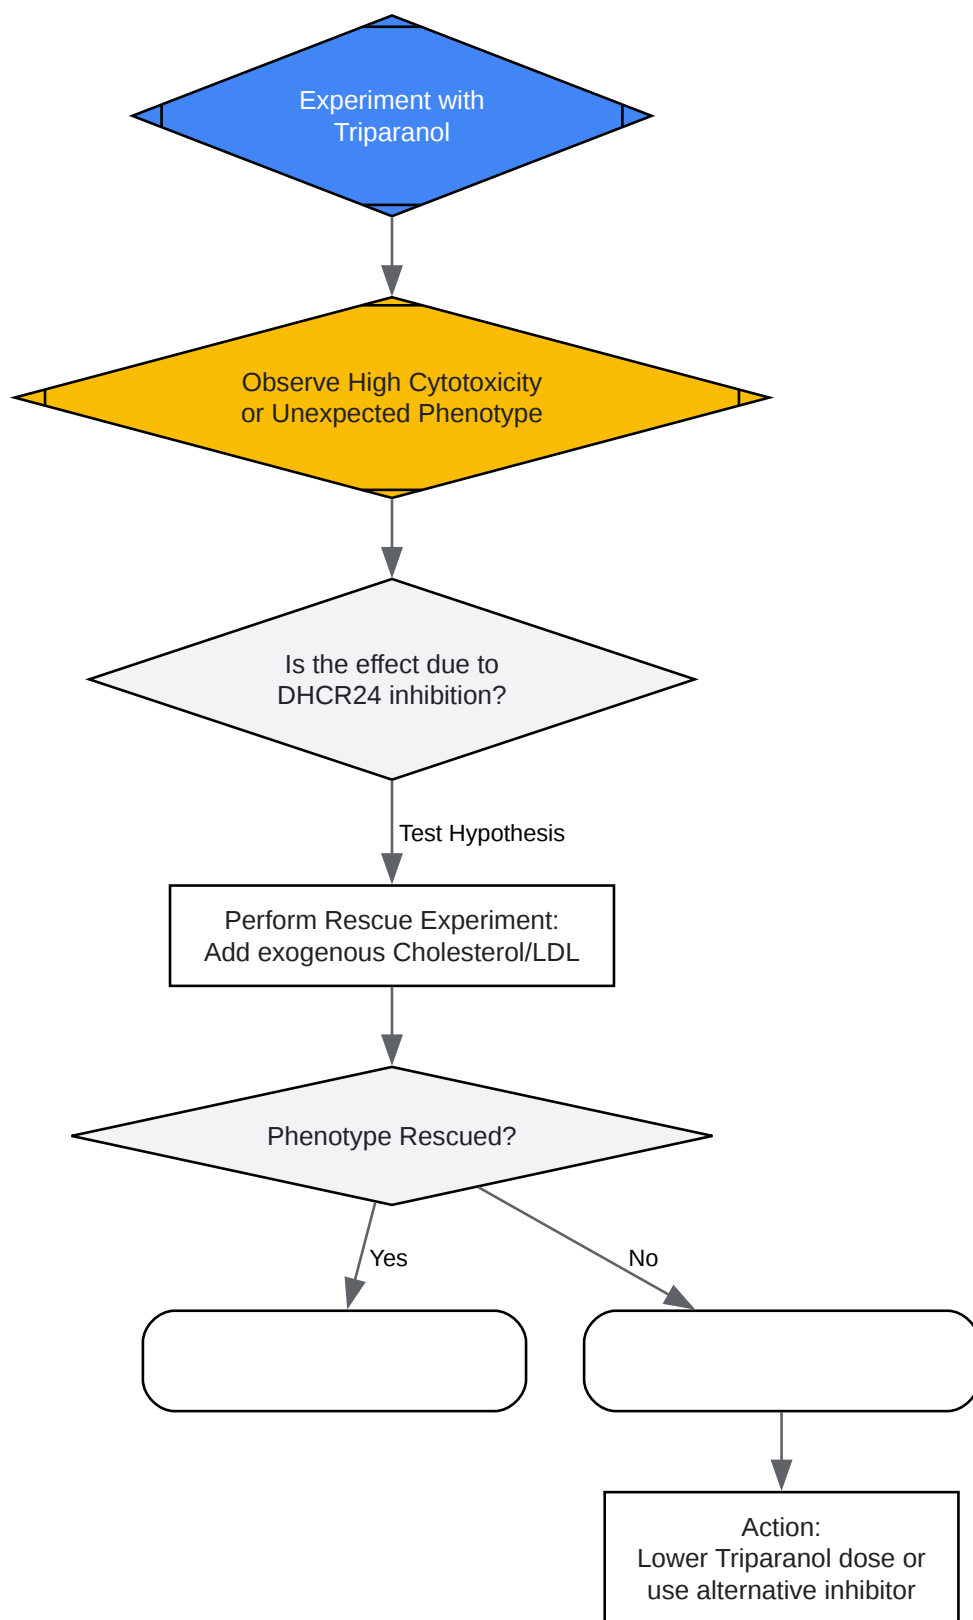 Experiment with
Triparanol
Observe High Cytotoxicity
or Unexpected Phenotype
Is the effect due to
DHCR24 inhibition?
Test Hypothesis
Perform Rescue Experiment:
Add exogenous Cholesterol/LDL
Phenotype Rescued?
Yes
No
Action:
Lower Triparanol dose or
use alternative inhibitor